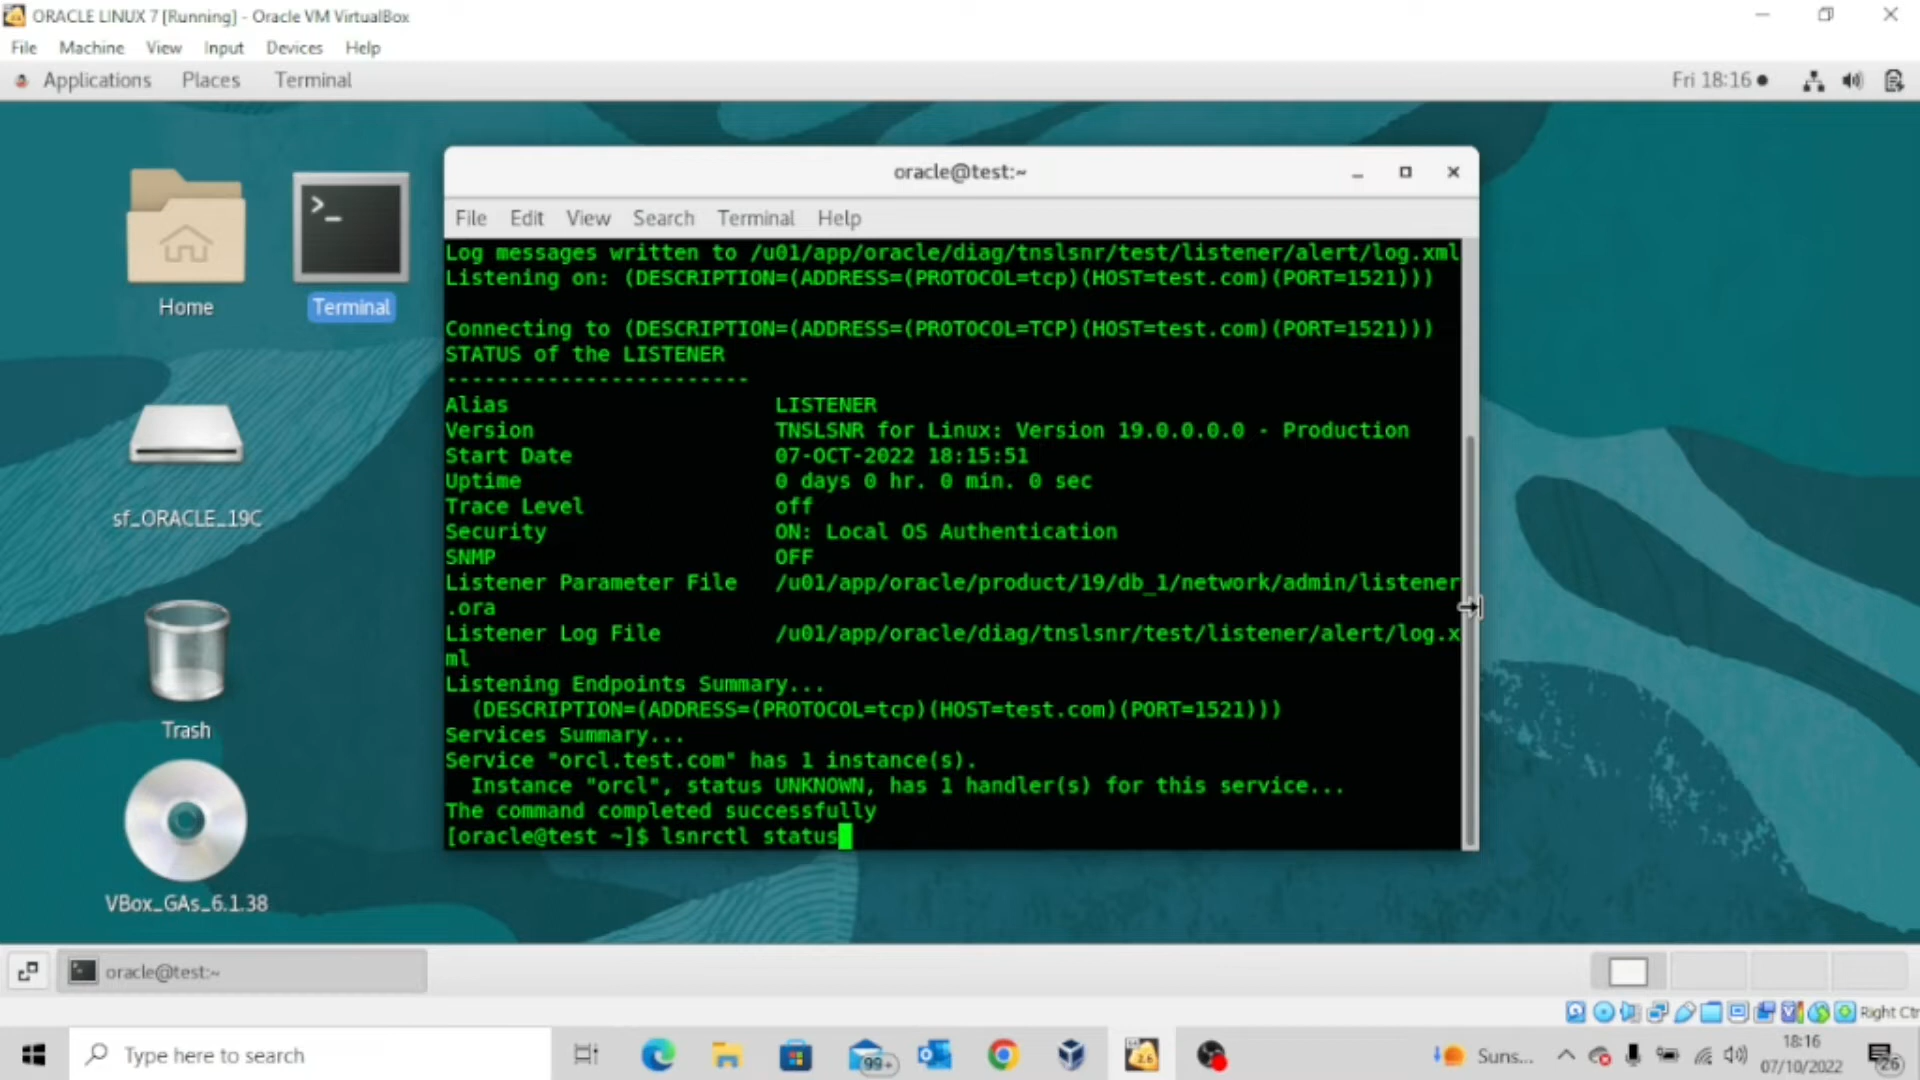 ORACLE LINUX 7 [Running] - Oracle VM VirtualBox
File Machine View Input Devices Help
Applications Places Terminal Fri 18:16
oracle@test:~
File Edit View Search Terminal Help
Log messages written to /u01/app/oracle/diag/tnslsnr/test/listener/alert/log.xml
Listening on: (DESCRIPTION=(ADDRESS=(PROTOCOL=tcp)(HOST=test.com)(PORT=1521)))
Connecting to (DESCRIPTION=(ADDRESS=(PROTOCOL=TCP)(HOST=test.com)(PORT=1521)))
STATUS of the LISTENER
------------------------
Alias LISTENER
Version TNSLSNR for Linux: Version 19.0.0.0.0 - Production
Start Date 07-OCT-2022 18:15:51
Uptime 0 days 0 hr. 0 min. 0 sec
Trace Level off
Security ON: Local OS Authentication
SNMP OFF
Listener Parameter File /u01/app/oracle/product/19/db_1/network/admin/listener
.ora
Listener Log File /u01/app/oracle/diag/tnslsnr/test/listener/alert/log.x
ml
Listening Endpoints Summary...
(DESCRIPTION=(ADDRESS=(PROTOCOL=tcp)(HOST=test.com)(PORT=1521)))
Services Summary...
Service "orcl.test.com" has 1 instance(s).
Instance "orcl", status UNKNOWN, has 1 handler(s) for this service...
The command completed successfully
[oracle@test ~]$ lsnrctl status
Home
Terminal
sf_ORACLE_19C
Trash
VBox_GAs_6.1.38
oracle@test:~
Right Ctr
Type here to search
99+
2.6
Suns...
18:16
07/10/2022
26